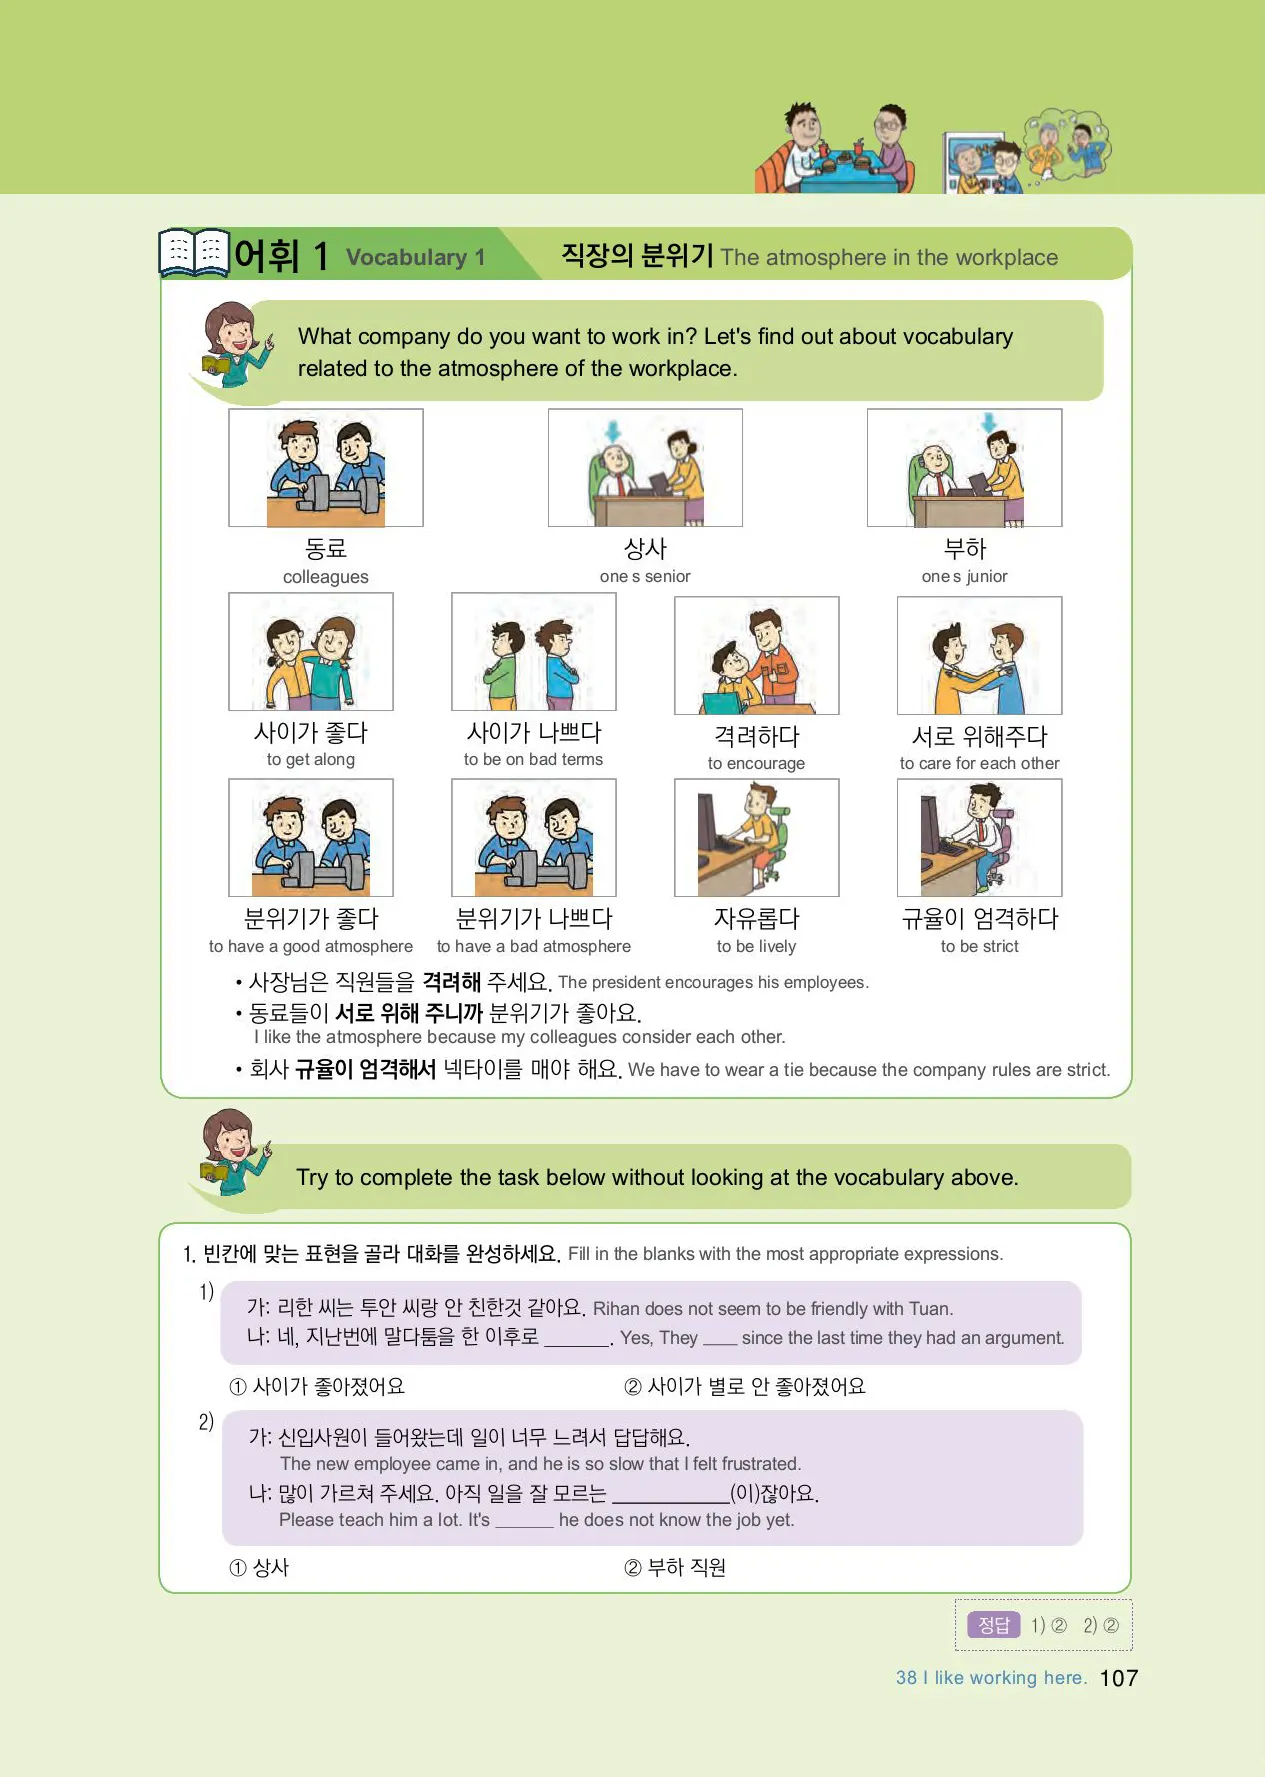 어휘 1 Vocabulary 1 직장의 분위기 The atmosphere in the workplace
What company do you want to work in? Let's find out about vocabulary
related to the atmosphere of the workplace.
동료 상사 부하
colleagues one s senior one s junior
사이가 좋다 사이가 나쁘다 격려하다 서로 위해주다
to get along to be on bad terms to encourage to care for each other
분위기가 좋다 분위기가 나쁘다 자유롭다 규율이 엄격하다
to have a good atmosphere to have a bad atmosphere to be lively to be strict
• 사장님은 직원들을 격려해 주세요. The president encourages his employees.
• 동료들이 서로 위해 주니까 분위기가 좋아요.
I like the atmosphere because my colleagues consider each other.
• 회사 규율이 엄격해서 넥타이를 매야 해요. We have to wear a tie because the company rules are strict.
Try to complete the task below without looking at the vocabulary above.
1. 빈칸에 맞는 표현을 골라 대화를 완성하세요. Fill in the blanks with the most appropriate expressions.
1)
가: 리한 씨는 투안 씨랑 안 친한것 같아요. Rihan does not seem to be friendly with Tuan.
나: 네, 지난번에 말다툼을 한 이후로 ______. Yes, They ____ since the last time they had an argument.
① 사이가 좋아졌어요 ② 사이가 별로 안 좋아졌어요
2)
가: 신입사원이 들어왔는데 일이 너무 느려서 답답해요.
The new employee came in, and he is so slow that I felt frustrated.
나: 많이 가르쳐 주세요. 아직 일을 잘 모르는 ___________(이)잖아요.
Please teach him a lot. It's ______ he does not know the job yet.
① 상사 ② 부하 직원
정답 1) ② 2) ②
38 I like working here. 107